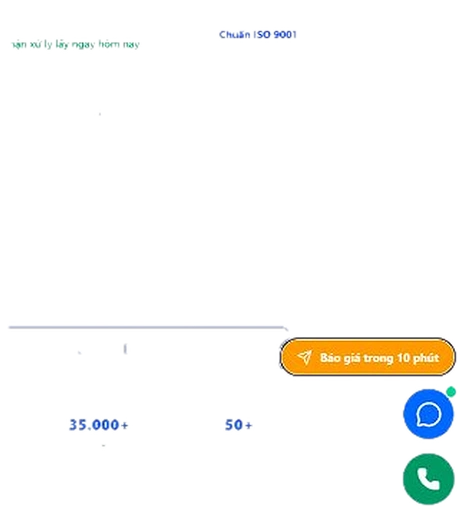 Chuẩn ISO 9001
xử lý lấy ngay hôm nay
Báo giá trong 10 phút
35.000+
50+